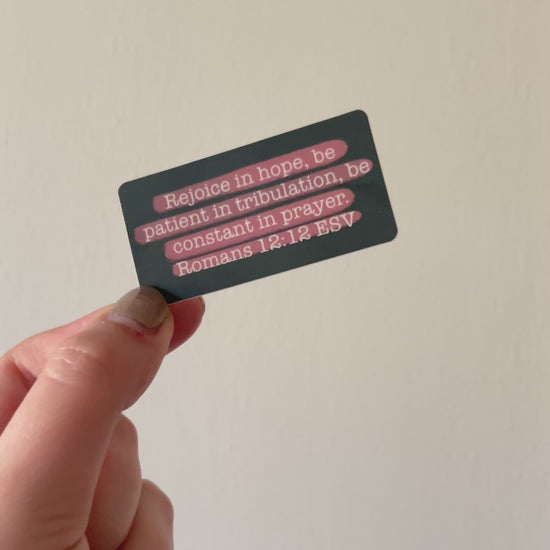 Rejoice in hope, be
patient in tribulation, be
constant in prayer.
Romans 12:12 ESV